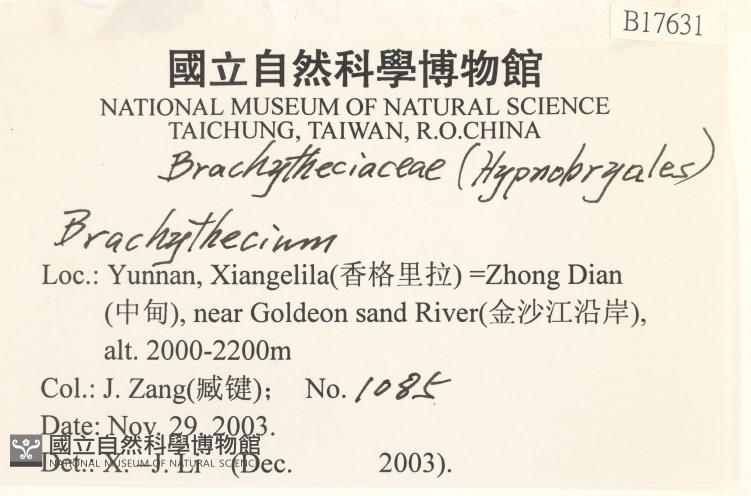 B17631
國立自然科學博物館
NATIONAL MUSEUM OF NATURAL SCIENCE
TAICHUNG, TAIWAN, R.O.CHINA
Brachytheciaceae (Hypnobryales)
Brachythecium
Loc.: Yunnan, Xiangelila(香格里拉) =Zhong Dian
(中甸), near Goldeon sand River(金沙江沿岸),
alt. 2000-2200m
Col.: J. Zang(臧键); No. 1085
Date: Nov. 29, 2003.
國立自然科學博物館
NATIONAL MUSEUM OF NATURAL SCIENCE
Det.: X. -J. Li (Dec. 2003).